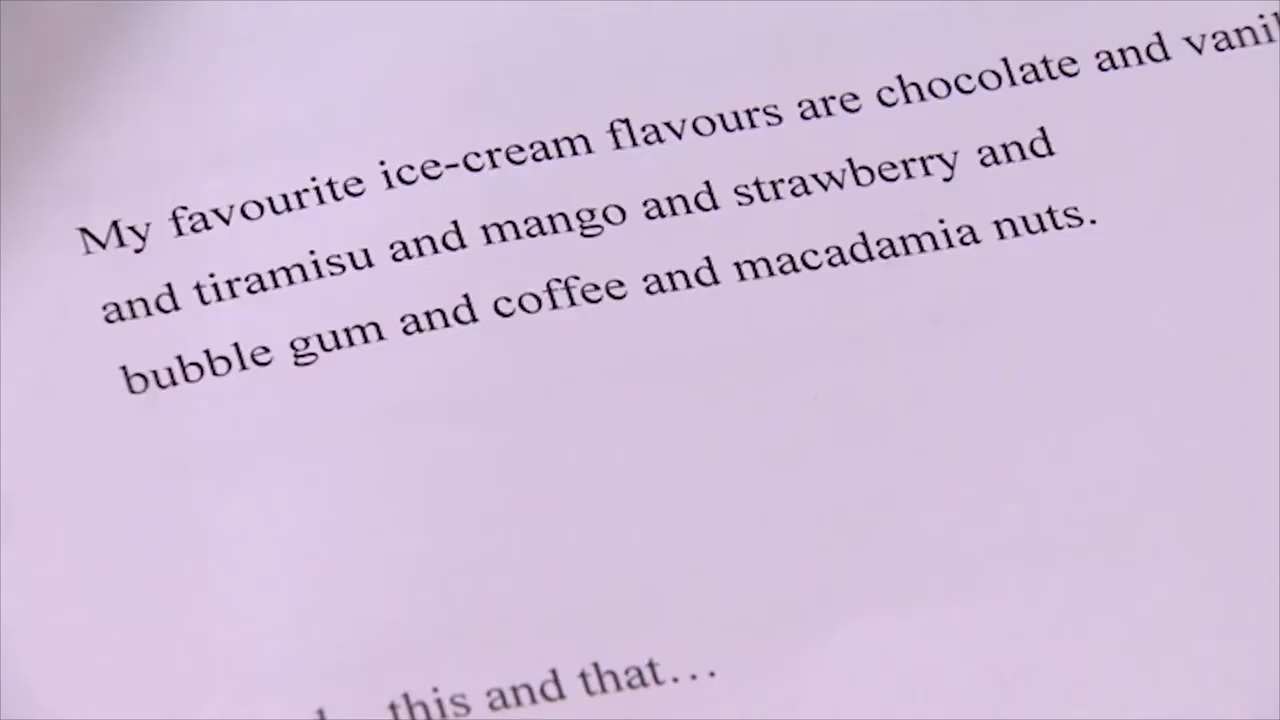 My favourite ice-cream flavours are chocolate and
and tiramisu and mango and strawberry and
bubble gum and coffee and macadamia nuts.
this and that...